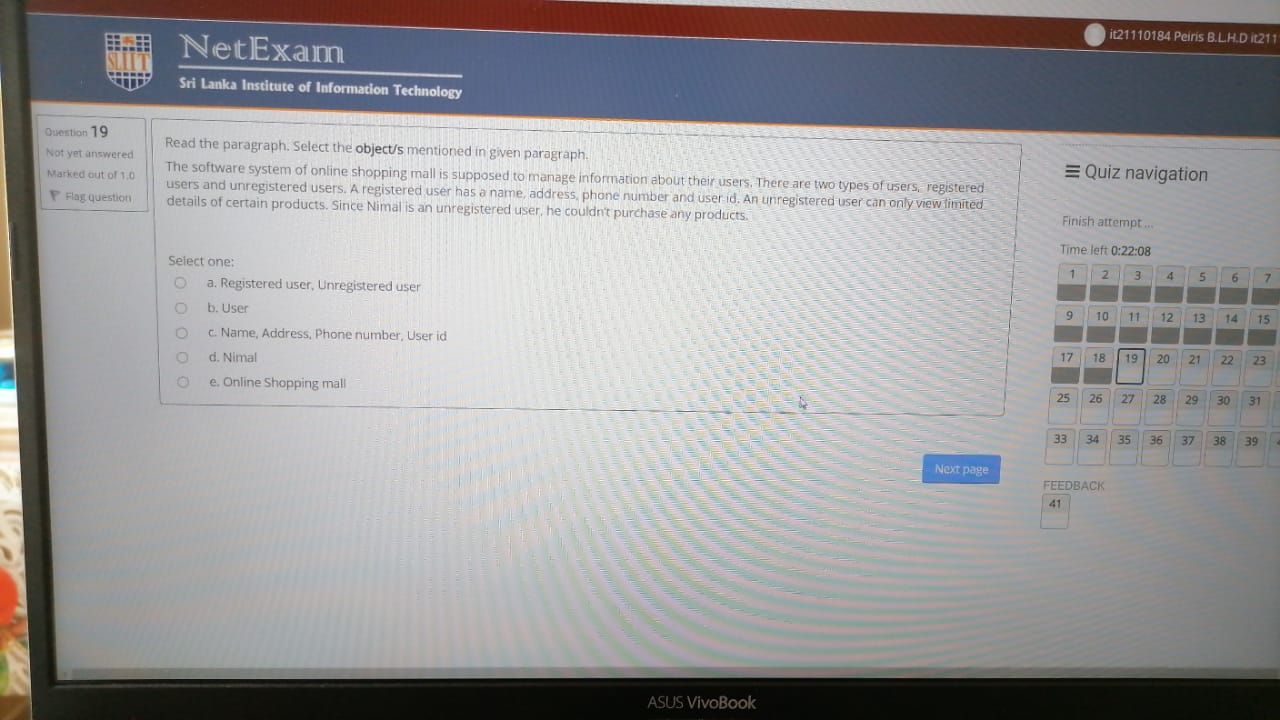 it21110184 Peiris B.L.H.D it211
SLIIT
NetExam
Sri Lanka Institute of Information Technology
Question 19
Not yet answered
Marked out of 1.0
Flag question
Read the paragraph. Select the object/s mentioned in given paragraph.
The software system of online shopping mall is supposed to manage information about their users. There are two types of users, registered
users and unregistered users. A registered user has a name, address, phone number and user id. An unregistered user can only view limited
details of certain products. Since Nimal is an unregistered user, he couldn't purchase any products.
Select one:
a. Registered user, Unregistered user
b. User
c. Name, Address, Phone number, User id
d. Nimal
e. Online Shopping mall
Next page
Quiz navigation
Finish attempt ...
Time left 0:22:08
1 2 3 4 5 6 7
9 10 11 12 13 14 15
17 18 19 20 21 22 23
25 26 27 28 29 30 31
33 34 35 36 37 38 39
FEEDBACK
41
ASUS VivoBook